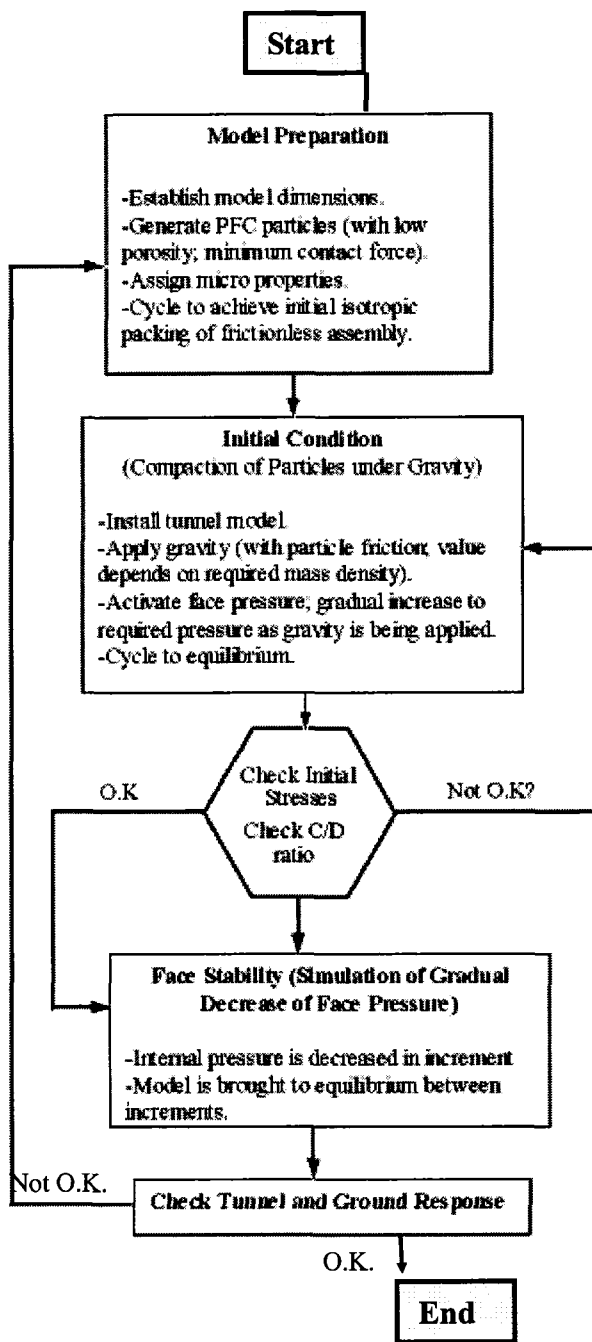 Start
Model Preparation
-Establish model dimensions.
-Generate PFC particles (with low
porosity; minimum contact force).
-Assign micro properties.
-Cycle to achieve initial isotropic
packing of frictionless assembly.
Initial Condition
(Compaction of Particles under Gravity)
-Install tunnel model
-Apply gravity (with particle friction; value
depends on required mass density).
-Activate face pressure; gradual increase to
required pressure as gravity is being applied.
-Cycle to equilibrium.
O.K
Check Initial
Stresses
Check C/D
ratio
Not O.K?
Face Stability (Simulation of Gradual
Decrease of Face Pressure)
-Internal pressure is decreased in increment
-Model is brought to equilibrium between
increments.
Not O.K.
Check Tunnel and Ground Response
O.K.
End